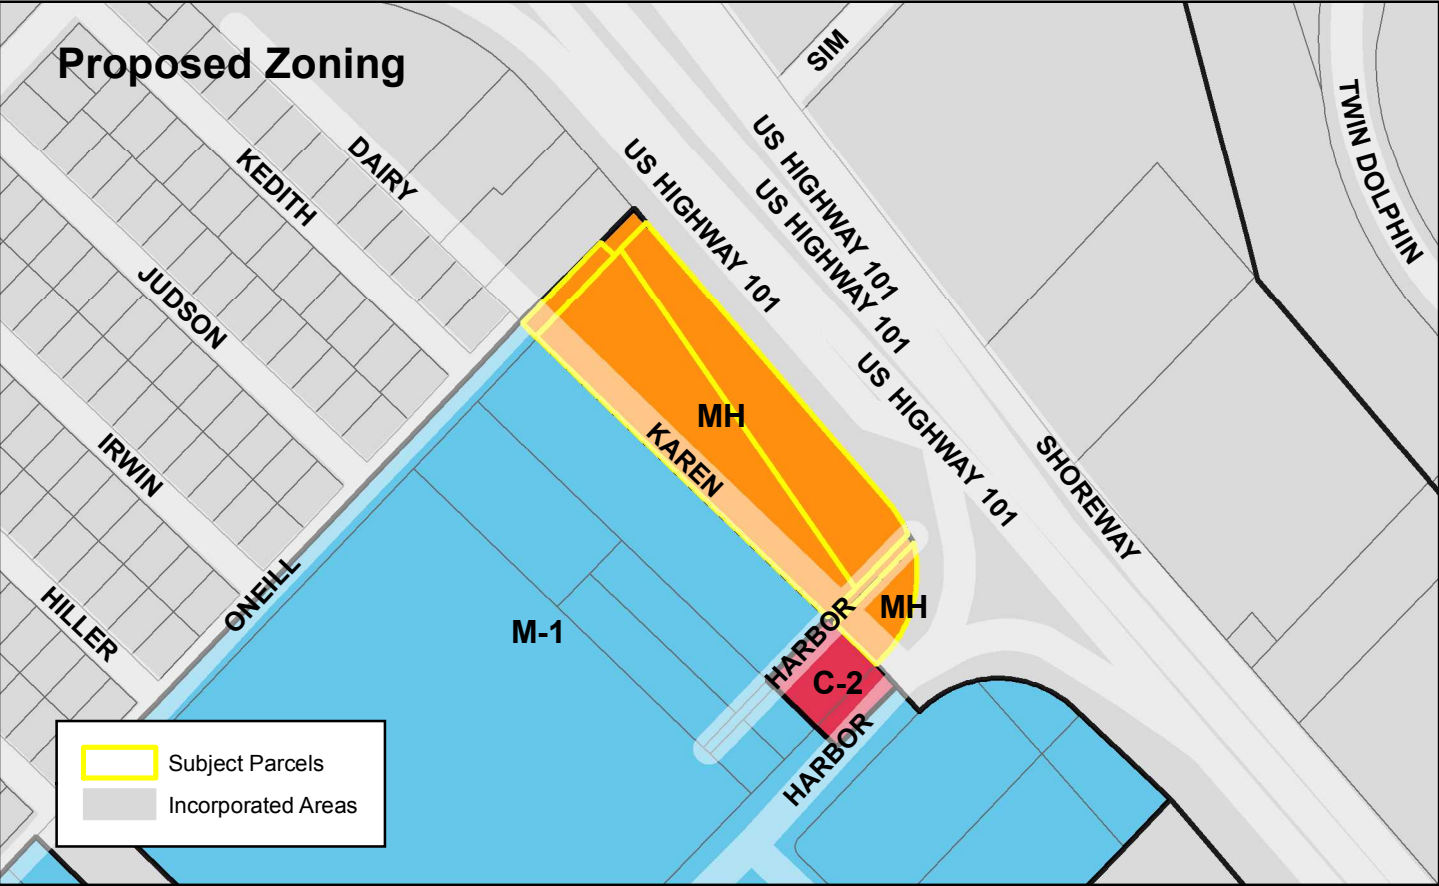 Proposed Zoning
SIM
TWIN DOLPHIN
DAIRY
KEDITH
US HIGHWAY 101
US HIGHWAY 101
US HIGHWAY 101
US HIGHWAY 101
JUDSON
IRWIN
MH
KAREN
SHOREWAY
HILLER
ONEILL
M-1
HARBOR
MH
C-2
HARBOR
Subject Parcels
Incorporated Areas